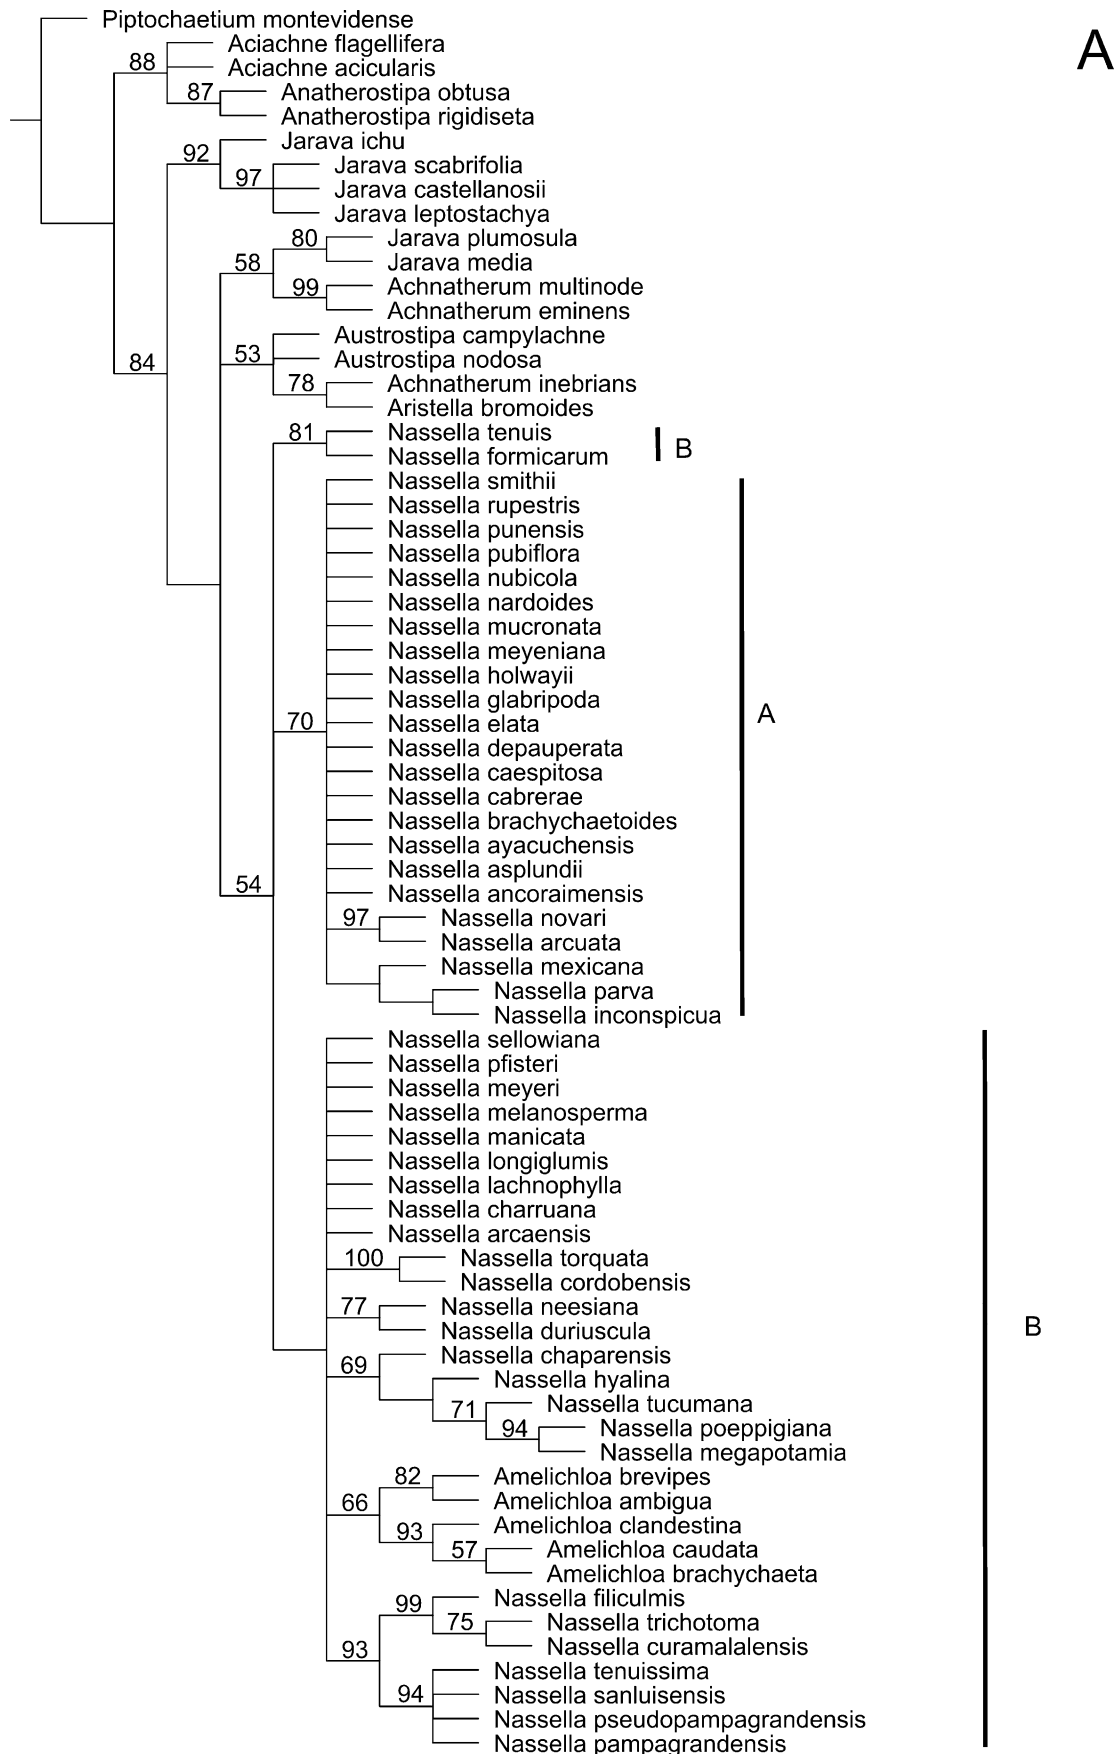 Piptochaetium montevidense
A
Aciachne flagellifera
88
Aciachne acicularis
87
Anatherostipa obtusa
Anatherostipa rigidiseta
Jarava ichu
92
Jarava scabrifolia
97
Jarava castellanosii
Jarava leptostachya
80
Jarava plumosula
58
Jarava media
99
Achnatherum multinode
Achnatherum eminens
Austrostipa campylachne
53
Austrostipa nodosa
84
78
Achnatherum inebrians
Aristella bromoides
81
Nassella tenuis
B
Nassella formicarum
Nassella smithii
Nassella rupestris
Nassella punensis
Nassella pubiflora
Nassella nubicola
Nassella nardoides
Nassella mucronata
Nassella meyeniana
Nassella holwayii
Nassella glabripoda
A
70
Nassella elata
Nassella depauperata
Nassella caespitosa
Nassella cabrerae
Nassella brachychaetoides
Nassella ayacuchensis
Nassella asplundii
54
Nassella ancoraimensis
97
Nassella novari
Nassella arcuata
Nassella mexicana
Nassella parva
Nassella inconspicua
Nassella sellowiana
Nassella pfisteri
Nassella meyeri
Nassella melanosperma
Nassella manicata
Nassella longiglumis
Nassella lachnophylla
Nassella charruana
Nassella arcaensis
100
Nassella torquata
Nassella cordobensis
77
Nassella neesiana
B
Nassella duriuscula
69
Nassella chaparensis
Nassella hyalina
71
Nassella tucumana
94
Nassella poeppigiana
Nassella megapotamia
82
Amelichloa brevipes
66
Amelichloa ambigua
93
Amelichloa clandestina
57
Amelichloa caudata
Amelichloa brachychaeta
99
Nassella filiculmis
75
Nassella trichotoma
93
Nassella curamalalensis
Nassella tenuissima
94
Nassella sanluisensis
Nassella pseudopampagrandensis
Nassella pampagrandensis